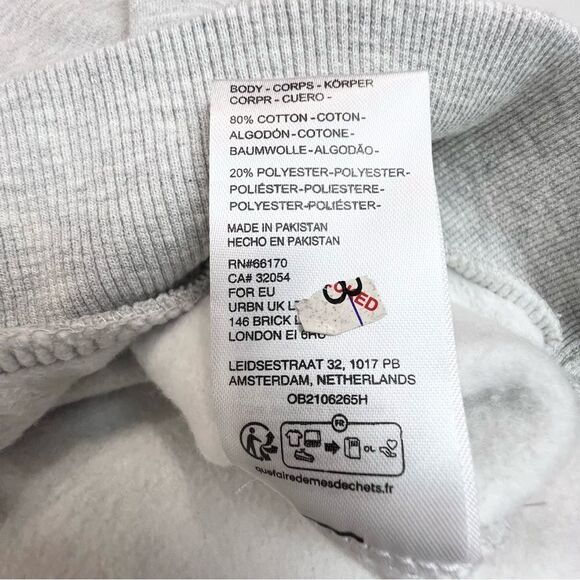 BODY - CORPS - KÖRPER
CORPR - CUERO -
80% COTTON - COTON -
ALGODÓN - COTONE -
BAUMWOLLE - ALGODÃO -
20% POLYESTER - POLYESTER -
POLIÉSTER - POLIESTERE -
POLYESTER - POLIÉSTER -
MADE IN PAKISTAN
HECHO EN PAKISTAN
RN#66170
CA# 32054
FOR EU
URBN UK
146 BRICK
LONDON EI
LEIDSESTRAAT 32, 1017 PB
AMSTERDAM, NETHERLANDS
OB2106265H
FR
OU
quefairedemesdechets.fr